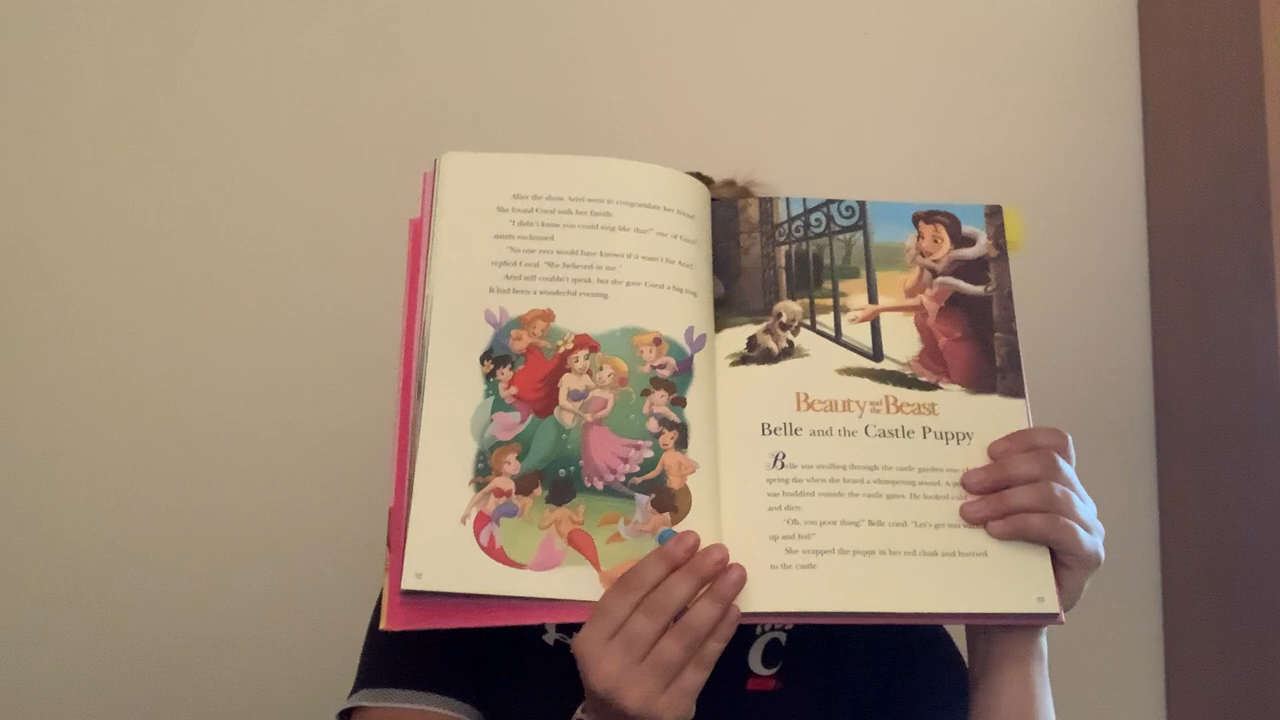 After the show, Ariel went to congratulate her friend.
She found Coral with her family.
"I didn't know you could sing like that!" one of Coral's
sisters exclaimed.
"No one ever would have known if it wasn't for Ariel,"
replied Coral. "She believed in me."
Ariel still couldn't speak, but she gave Coral a big hug.
It had been a wonderful evening.
52
Beauty and the Beast
Belle and the Castle Puppy
Belle was strolling through the castle garden one
spring day when she heard a whimpering sound. A
was huddled outside the castle gates. He looked cold
and dirty.
"Oh, you poor thing!" Belle cried. "Let's get you
up and fed!"
She wrapped the puppy in her red cloak and hurried
to the castle.
53
C